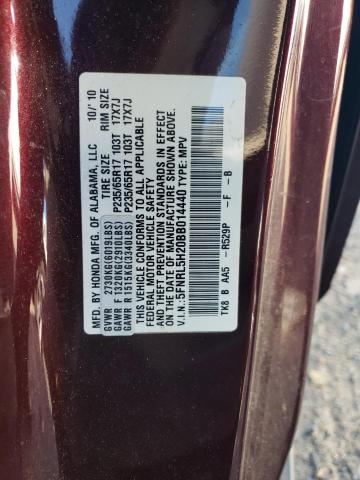 MFD. BY HONDA MFG. OF ALABAMA, LLC 10/'10
TIRE SIZE RIM SIZE
GVWR 2730KG(6019LBS)
GAWR F 1320KG(2910LBS) P235/65R17 103T 17X7J
GAWR R 1515KG(3340LBS) P235/65R17 103T 17X7J
THIS VEHICLE CONFORMS TO ALL APPLICABLE
FEDERAL MOTOR VEHICLE SAFETY
AND THEFT PREVENTION STANDARDS IN EFFECT
ON THE DATE OF MANUFACTURE SHOWN ABOVE.
V.I.N.:5FNRL5H20BB014440 TYPE:MPV
TK8 B AA5 -R529P -F -B